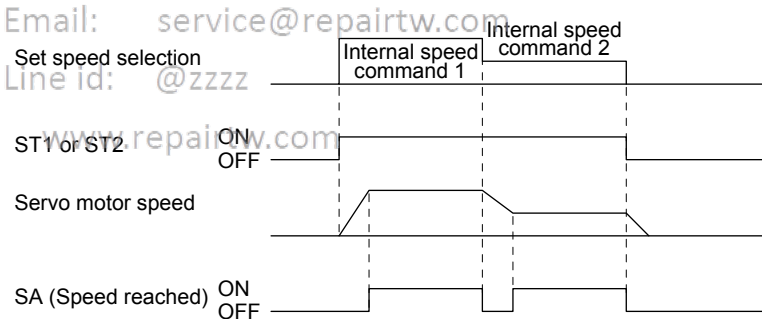 Email: service@repairtw.com
Internal speed
command 2
Set speed selection
Internal speed
command 1
Line id: @zzzz
ST1 or ST2
ON
OFF
www.repairtw.com
Servo motor speed
SA (Speed reached)
ON
OFF